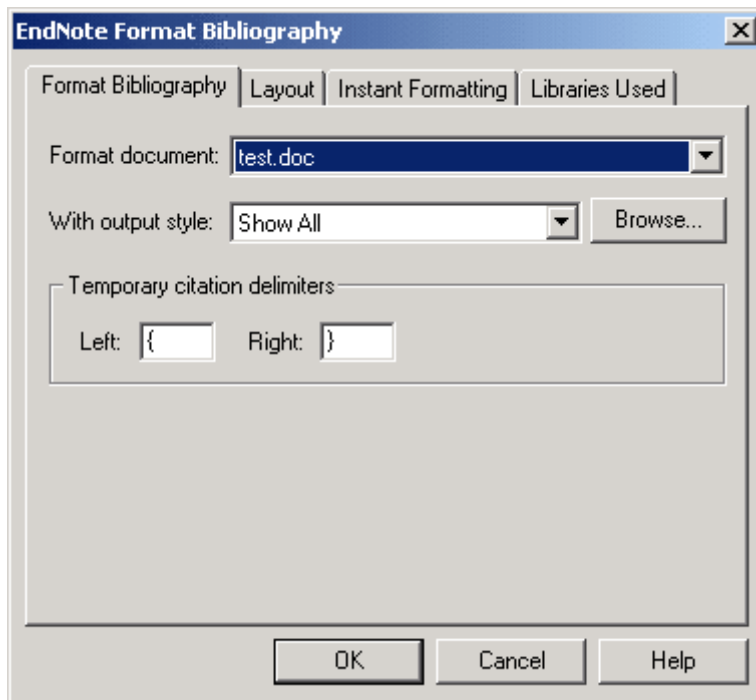 EndNote Format Bibliography
Format Bibliography Layout Instant Formatting Libraries Used
Format document: test.doc
With output style: Show All Browse...
Temporary citation delimiters
Left: { Right: }
OK Cancel Help